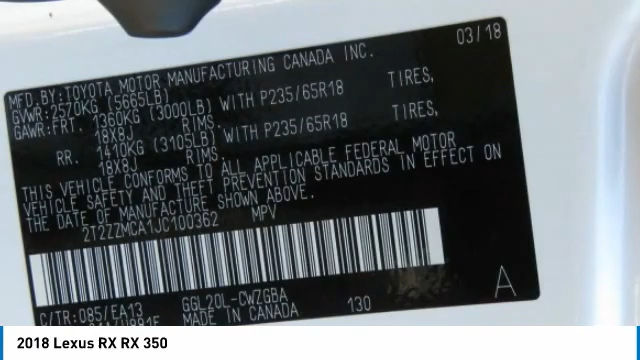 MFD.BY:TOYOTA MOTOR MANUFACTURING CANADA INC. 03/18
GVWR:2570KG (5665LB)
GAWR:FRT. 1360KG (3000LB) WITH P235/65R18 TIRES,
18X8J RIMS.
RR. 1410KG (3105LB) WITH P235/65R18 TIRES,
18X8J RIMS.
THIS VEHICLE CONFORMS TO ALL APPLICABLE FEDERAL MOTOR
VEHICLE SAFETY AND THEFT PREVENTION STANDARDS IN EFFECT ON
THE DATE OF MANUFACTURE SHOWN ABOVE.
2T2ZZMCA1JC100362 MPV
C/TR:085/EA13 GGL20L-CWZGBA A
MADE IN CANADA 130
2018 Lexus RX RX 350